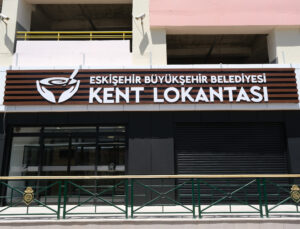 ESKİŞEHİR BÜYÜKŞEHİR BELEDİYESİ
KENT LOKANTASI